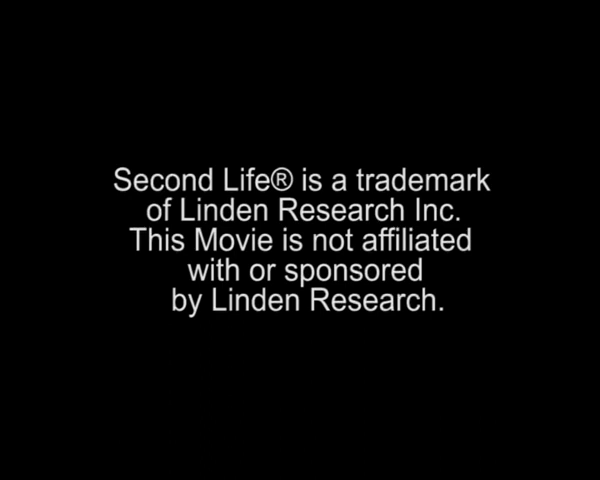 Second Life® is a trademark
of Linden Research Inc.
This Movie is not affiliated
with or sponsored
by Linden Research.